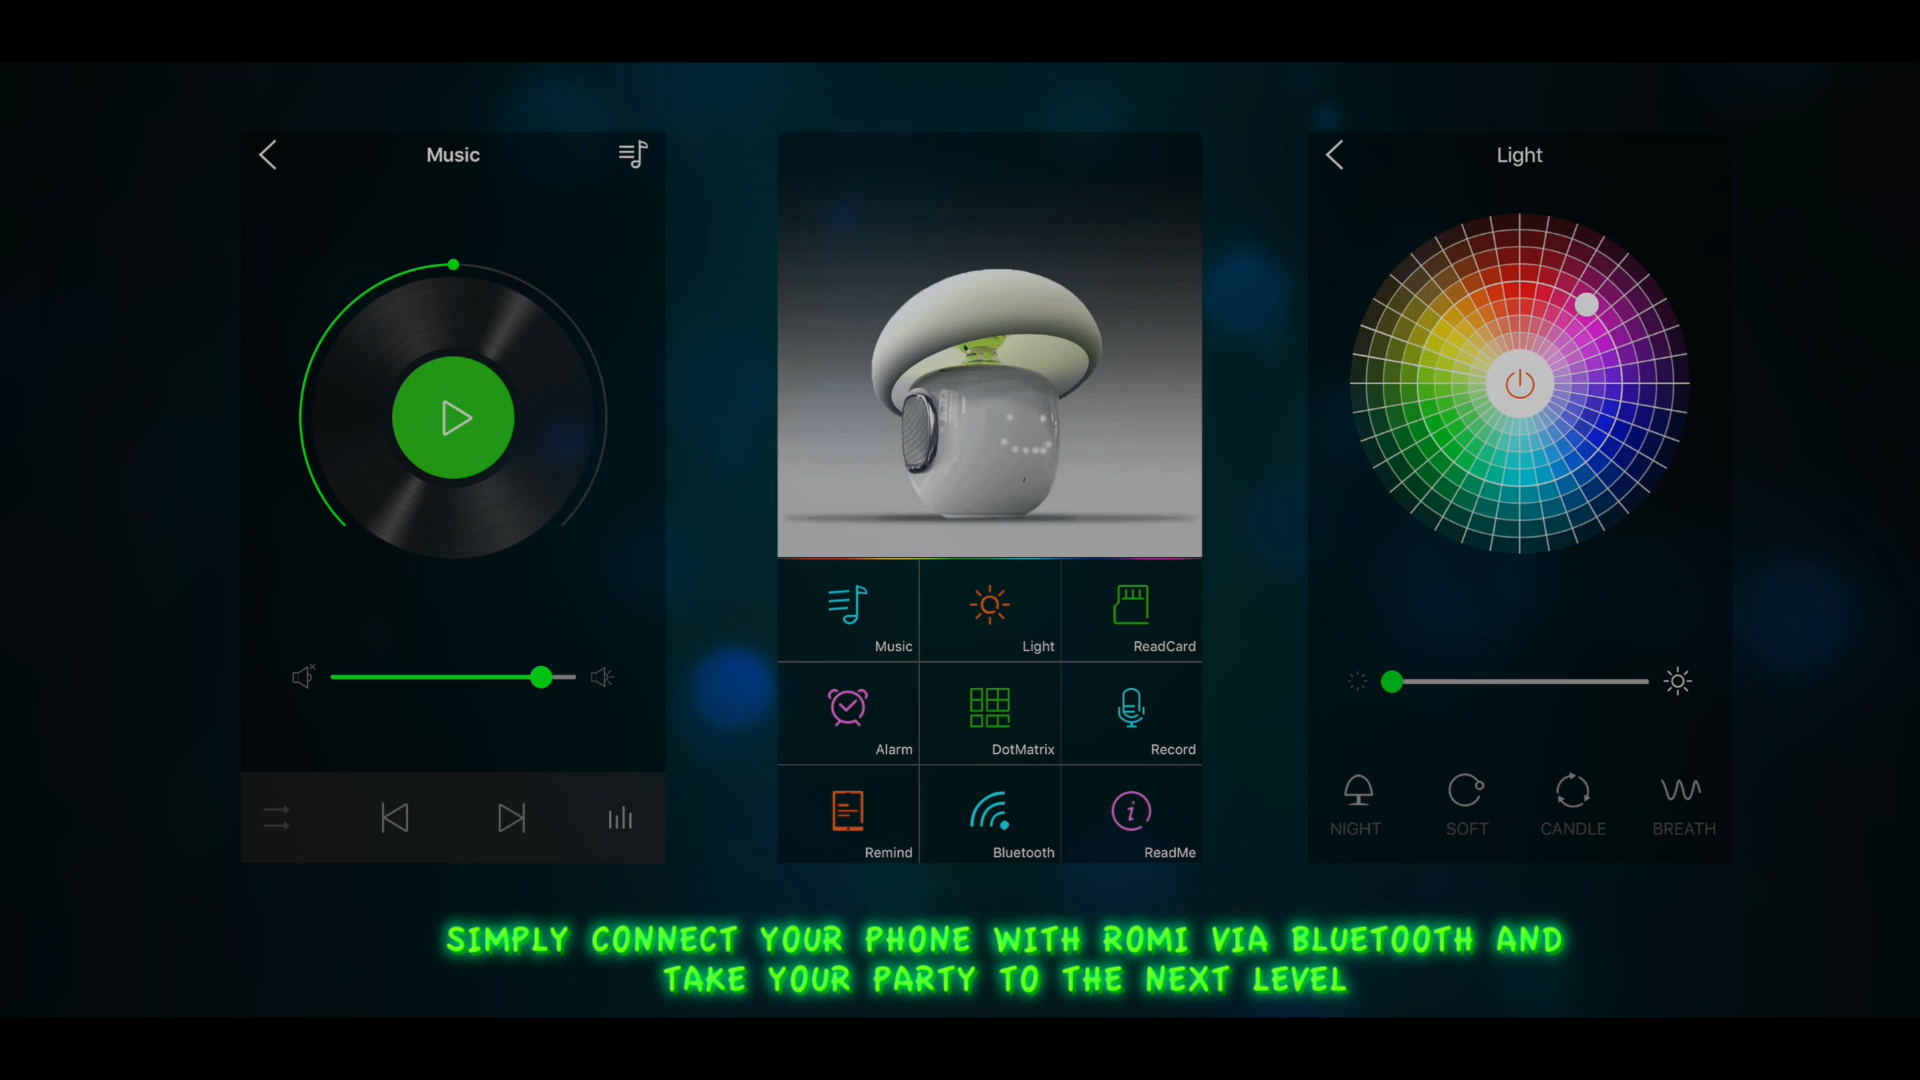 Music
Light
Music
Light
ReadCard
Alarm
DotMatrix
Record
Remind
Bluetooth
ReadMe
NIGHT
SOFT
CANDLE
BREATH
SIMPLY CONNECT YOUR PHONE WITH ROMI VIA BLUETOOTH AND
TAKE YOUR PARTY TO THE NEXT LEVEL